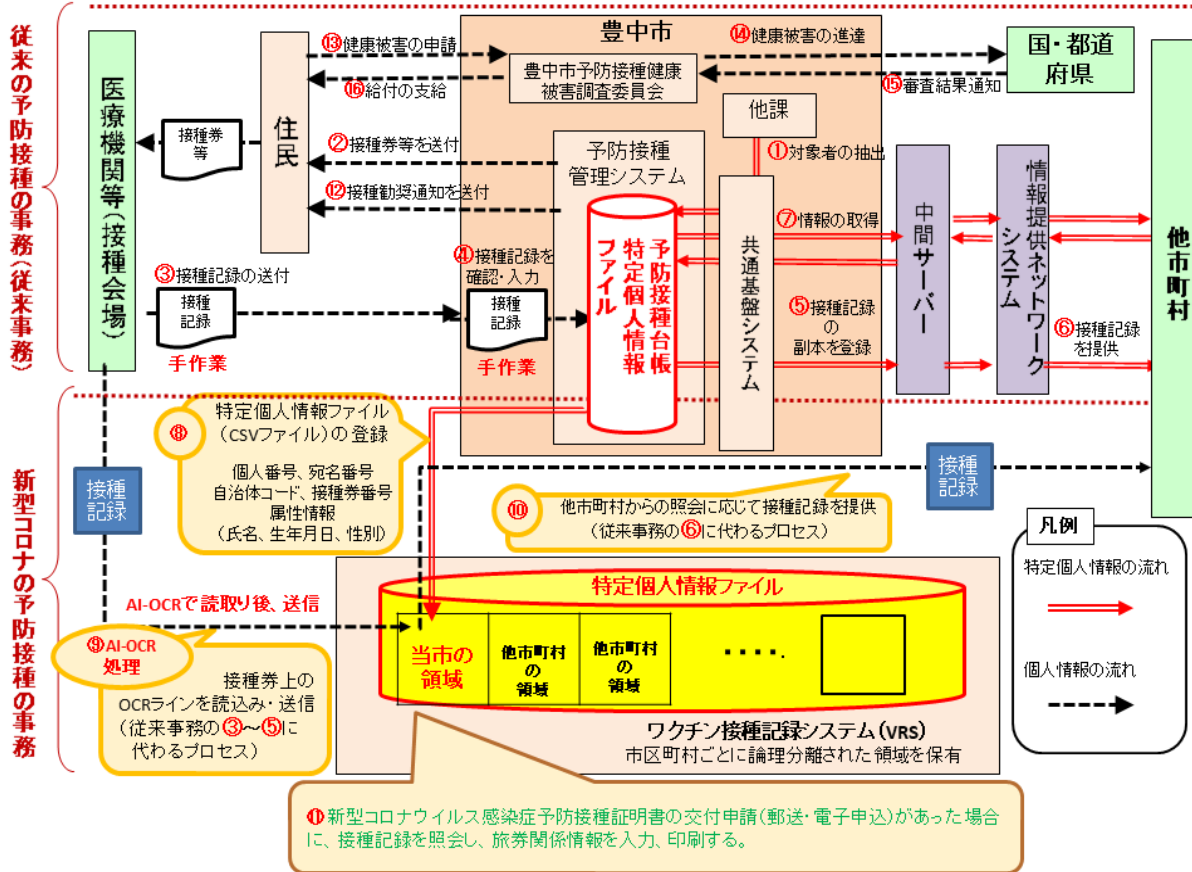 従来の予防接種の事務(従来事務)
医療機関等(接種会場)
接種券
等
住民
⑬健康被害の申請
⑯給付の支給
②接種券等を送付
⑫接種勧奨通知を送付
③接種記録の送付
接種
記録
手作業
豊中市
豊中市予防接種健康
被害調査委員会
⑭健康被害の進達
⑮審査結果通知
国・都道
府県
他課
①対象者の抽出
予防接種
管理システム
予防接種台帳
特定個人情報
ファイル
④接種記録を
確認・入力
接種
記録
手作業
共通基盤システム
⑦情報の取得
⑤接種記録
の
副本を登録
中間サーバー
情報提供ネットワーク
システム
⑥接種記録
を提供
他市町村
新型コロナの予防接種の事務
接種
記録
⑧
特定個人情報ファイル
(CSVファイル)の登録
個人番号、宛名番号
自治体コード、接種券番号
属性情報
(氏名、生年月日、性別)
接種
記録
⑩
他市町村からの照会に応じて接種記録を提供
(従来事務の⑥に代わるプロセス)
凡例
特定個人情報の流れ
個人情報の流れ
AI-OCRで読取り後、送信
⑨AI-OCR
処理
接種券上の
OCRラインを読込み・送信
(従来事務の③~⑤に
代わるプロセス)
特定個人情報ファイル
当市の
領域
他市町村
の
領域
他市町村
の
領域
・・・・.
ワクチン接種記録システム(VRS)
市区町村ごとに論理分離された領域を保有
⑪新型コロナウイルス感染症予防接種証明書の交付申請(郵送・電子申込)があった場合
に、接種記録を照会し、旅券関係情報を入力、印刷する。